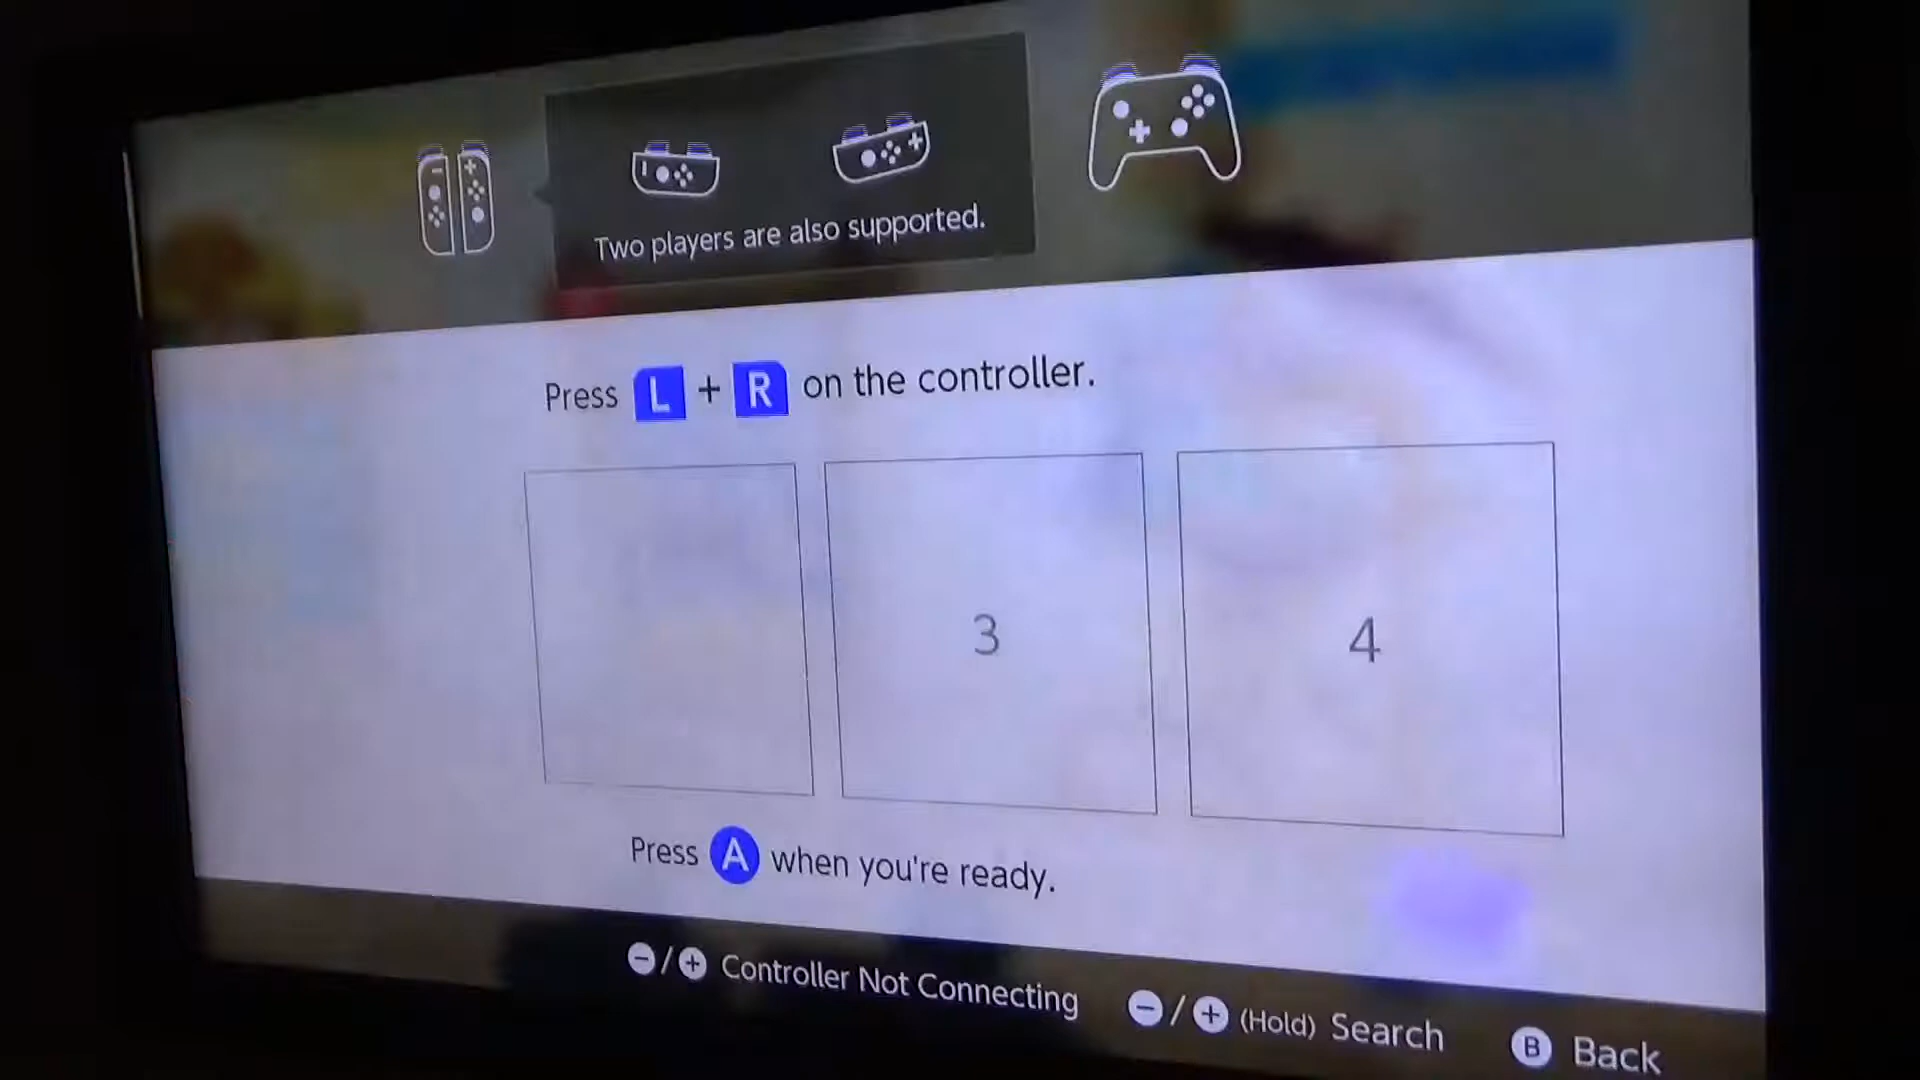 Two players are also supported.
Press L + R on the controller.
3
4
Press A when you're ready.
−/+ Controller Not Connecting −/+ (Hold) Search B Back